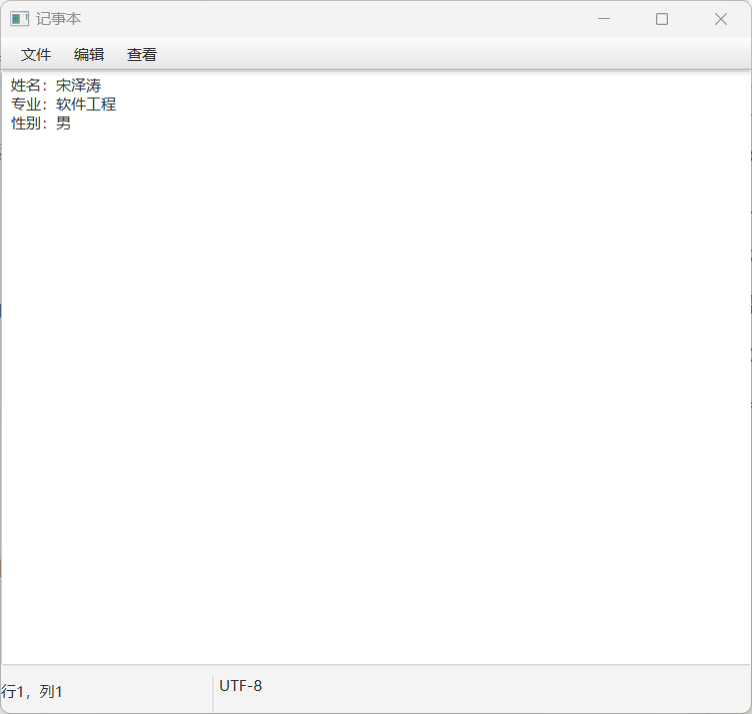 记事本
文件 编辑 查看
姓名：宋泽涛
专业：软件工程
性别：男
行1，列1 UTF-8